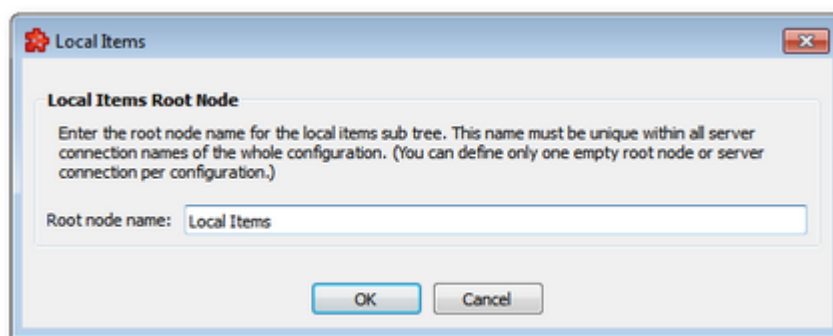 Local Items
Local Items Root Node
Enter the root node name for the local items sub tree. This name must be unique within all server
connection names of the whole configuration. (You can define only one empty root node or server
connection per configuration.)
Root node name: Local Items
OK Cancel